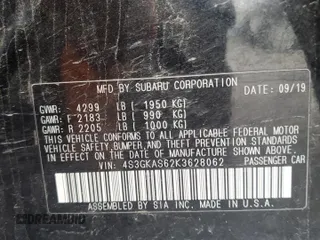 MFD BY SUBARU CORPORATION DATE: 09/19
GVWR: - 4299 LB ( 1950 KG)
GAWR: F 2183 LB ( 990 KG)
GAWR: R 2205 LB ( 1000 KG)
THIS VEHICLE CONFORMS TO ALL APPLICABLE FEDERAL MOTOR
VEHICLE SAFETY, BUMPER, AND THEFT PREVENTION STANDARDS
IN EFFECT ON THE DATE OF MANUFACTURE SHOWN ABOVE.
VIN: 4S3GKAS62K3628062 PASSENGER CAR
ASSEMBLED BY SIA INC. MADE IN U.S.A.